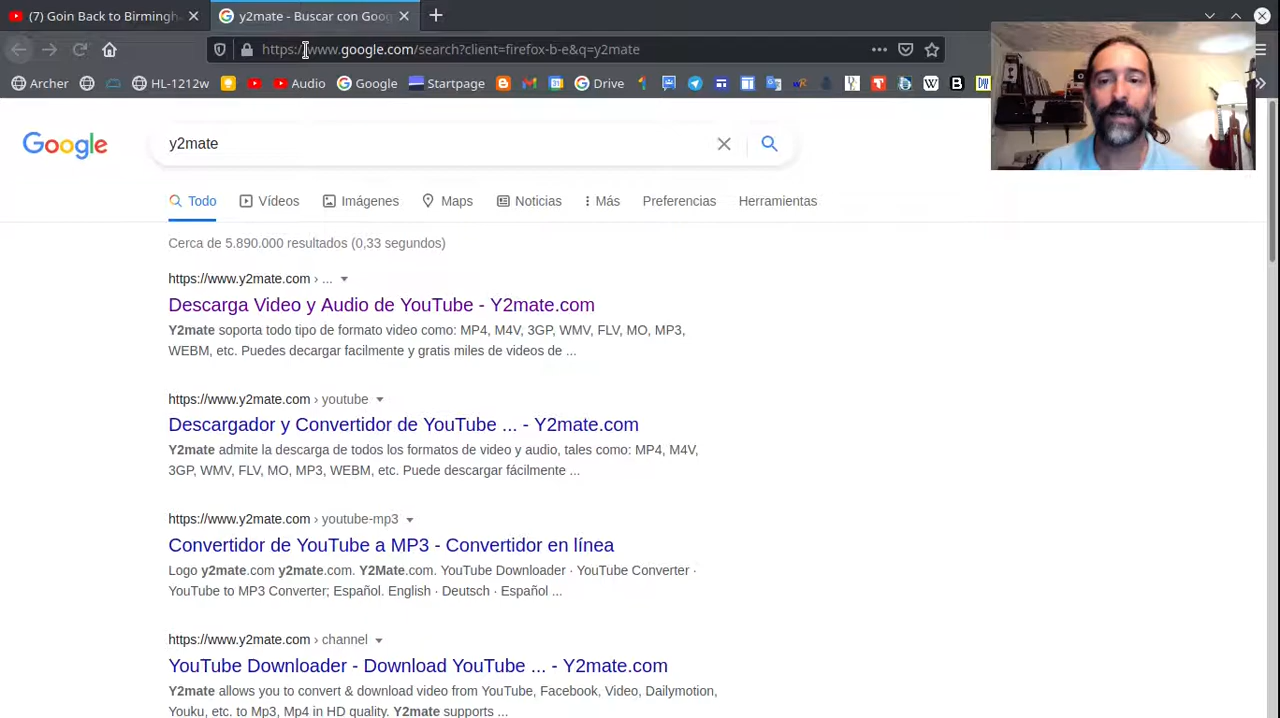 (7) Goin Back to Birmingh
y2mate - Buscar con Goog
https://www.google.com/search?client=firefox-b-e&q=y2mate
Archer
HL-1212w
Audio
Google
Startpage
Drive
Google
y2mate
Todo
Vídeos
Imágenes
Maps
Noticias
Más
Preferencias
Herramientas
Cerca de 5.890.000 resultados (0,33 segundos)
https://www.y2mate.com › ...
Descarga Video y Audio de YouTube - Y2mate.com
Y2mate soporta todo tipo de formato video como: MP4, M4V, 3GP, WMV, FLV, MO, MP3,
WEBM, etc. Puedes decargar facilmente y gratis miles de videos de ...
https://www.y2mate.com › youtube
Descargador y Convertidor de YouTube ... - Y2mate.com
Y2mate admite la descarga de todos los formatos de video y audio, tales como: MP4, M4V,
3GP, WMV, FLV, MO, MP3, WEBM, etc. Puede descargar fácilmente ...
https://www.y2mate.com › youtube-mp3
Convertidor de YouTube a MP3 - Convertidor en línea
Logo y2mate.com y2mate.com. Y2Mate.com. YouTube Downloader · YouTube Converter ·
YouTube to MP3 Converter; Español. English · Deutsch · Español ...
https://www.y2mate.com › channel
YouTube Downloader - Download YouTube ... - Y2mate.com
Y2mate allows you to convert & download video from YouTube, Facebook, Video, Dailymotion,
Youku, etc. to Mp3, Mp4 in HD quality. Y2mate supports ...